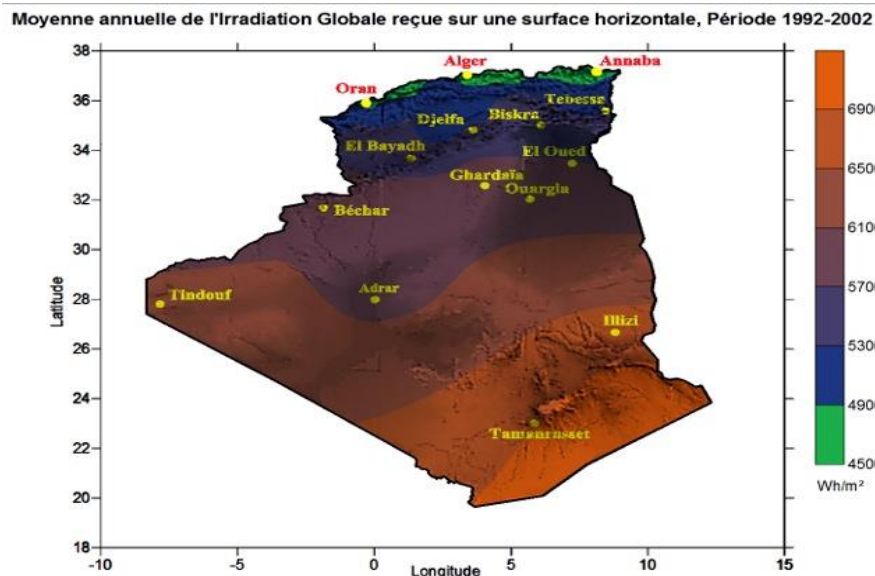 Moyenne annuelle de l'Irradiation Globale reçue sur une surface horizontale, Période 1992-2002
38
36
34
32
30
28
26
24
22
20
18
Latitude
-10
-5
0
5
10
15
Longitude
Alger
Annaba
Oran
Tebessa
Biskra
Djelfa
El Bayadh
El Oued
Ghardaïa
Ouargla
Béchar
Adrar
Tindouf
Illizi
Tamanrasset
6900
6500
6100
5700
5300
4900
4500
Wh/m²